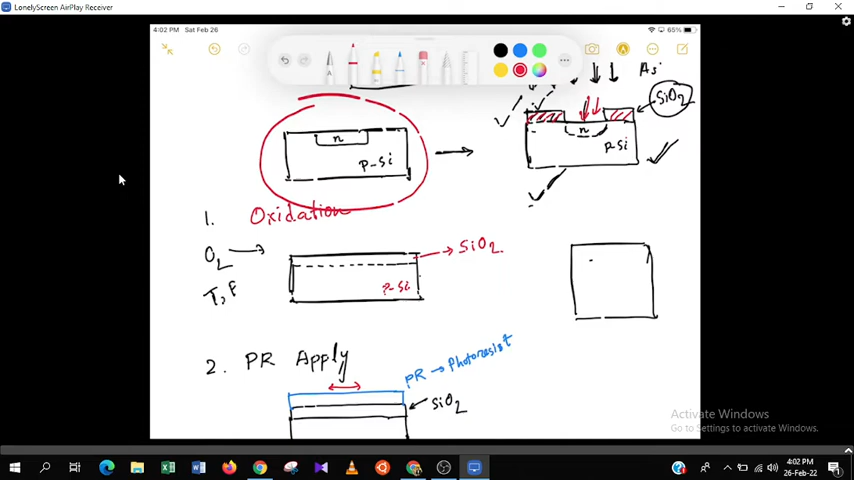 LonelyScreen AirPlay Receiver
4:02 PM Sat Feb 26
65%
As
SiO2
n
p-Si
n
p-Si
1. Oxidation
O2
SiO2
T, P
p-Si
2. PR Apply
PR → Photoresist
SiO2
Activate Windows
Go to Settings to activate Windows.
4:02 PM
26-Feb-22